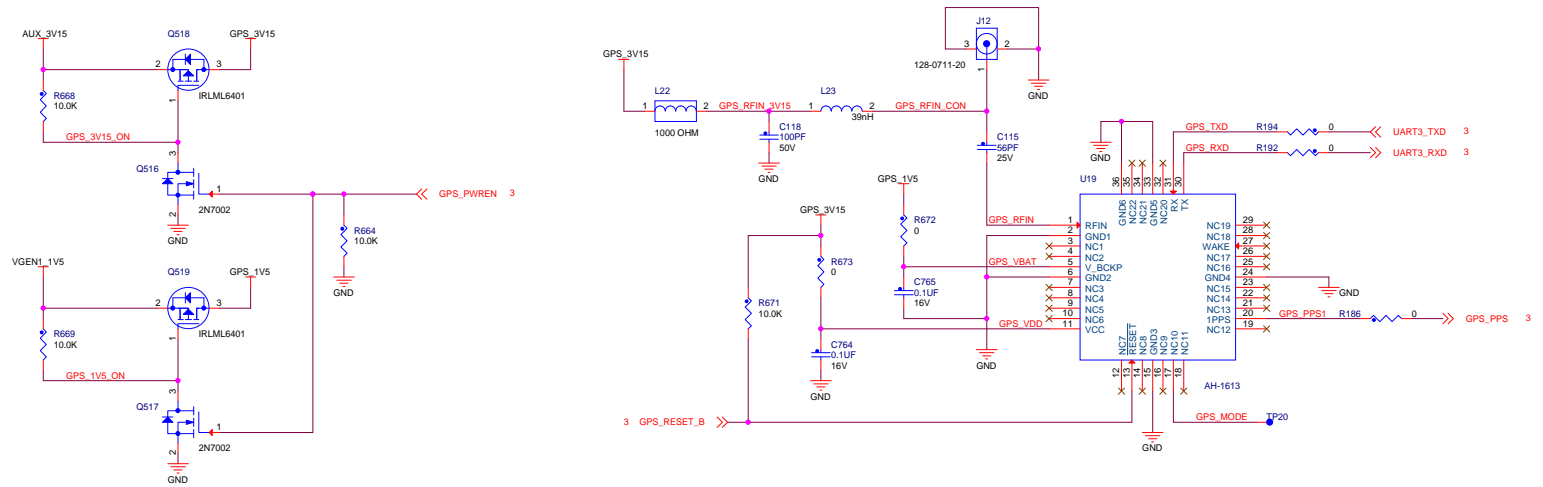 AUX_3V15
Q518
GPS_3V15
2
3
IRLML6401
1
R668
10.0K
GPS_3V15_ON
3
Q516
1
2N7002
2
GND
GPS_PWREN 3
R664
10.0K
GND
VGEN1_1V5
Q519
GPS_1V5
2
3
IRLML6401
1
R669
10.0K
GPS_1V5_ON
3
Q517
1
2N7002
2
GND
J12
3
2
128-0711-20
1
GND
GPS_3V15
L22
1
2
1000 OHM
GPS_RFIN_3V15
L23
1
2
39nH
GPS_RFIN_CON
C118
100PF
50V
GND
C115
56PF
25V
GPS_1V5
R672
0
GPS_3V15
R673
0
R671
10.0K
GPS_RFIN
GPS_VBAT
C765
0.1UF
16V
GPS_VDD
C764
0.1UF
16V
GND
GND
3 GPS_RESET_B
GND
GPS_TXD
R194
0
UART3_TXD 3
GPS_RXD
R192
0
UART3_RXD 3
U19
36
35
34
33
32
31
30
GND6
NC22
NC21
GND5
NC20
RX
TX
1 RFIN
2 GND1
3 NC1
4 NC2
5 V_BCKP
6 GND2
7 NC3
8 NC4
9 NC5
10 NC6
11 VCC
NC19 29
NC18 28
WAKE 27
NC17 26
NC16 25
GND4 24
NC15 23
NC14 22
NC13 21
1PPS 20
NC12 19
NC7
RESET
NC8
GND3
NC9
NC10
NC11
12
13
14
15
16
17
18
AH-1613
GND
GPS_PPS1
R186
0
GPS_PPS 3
GPS_MODE
TP20
GND